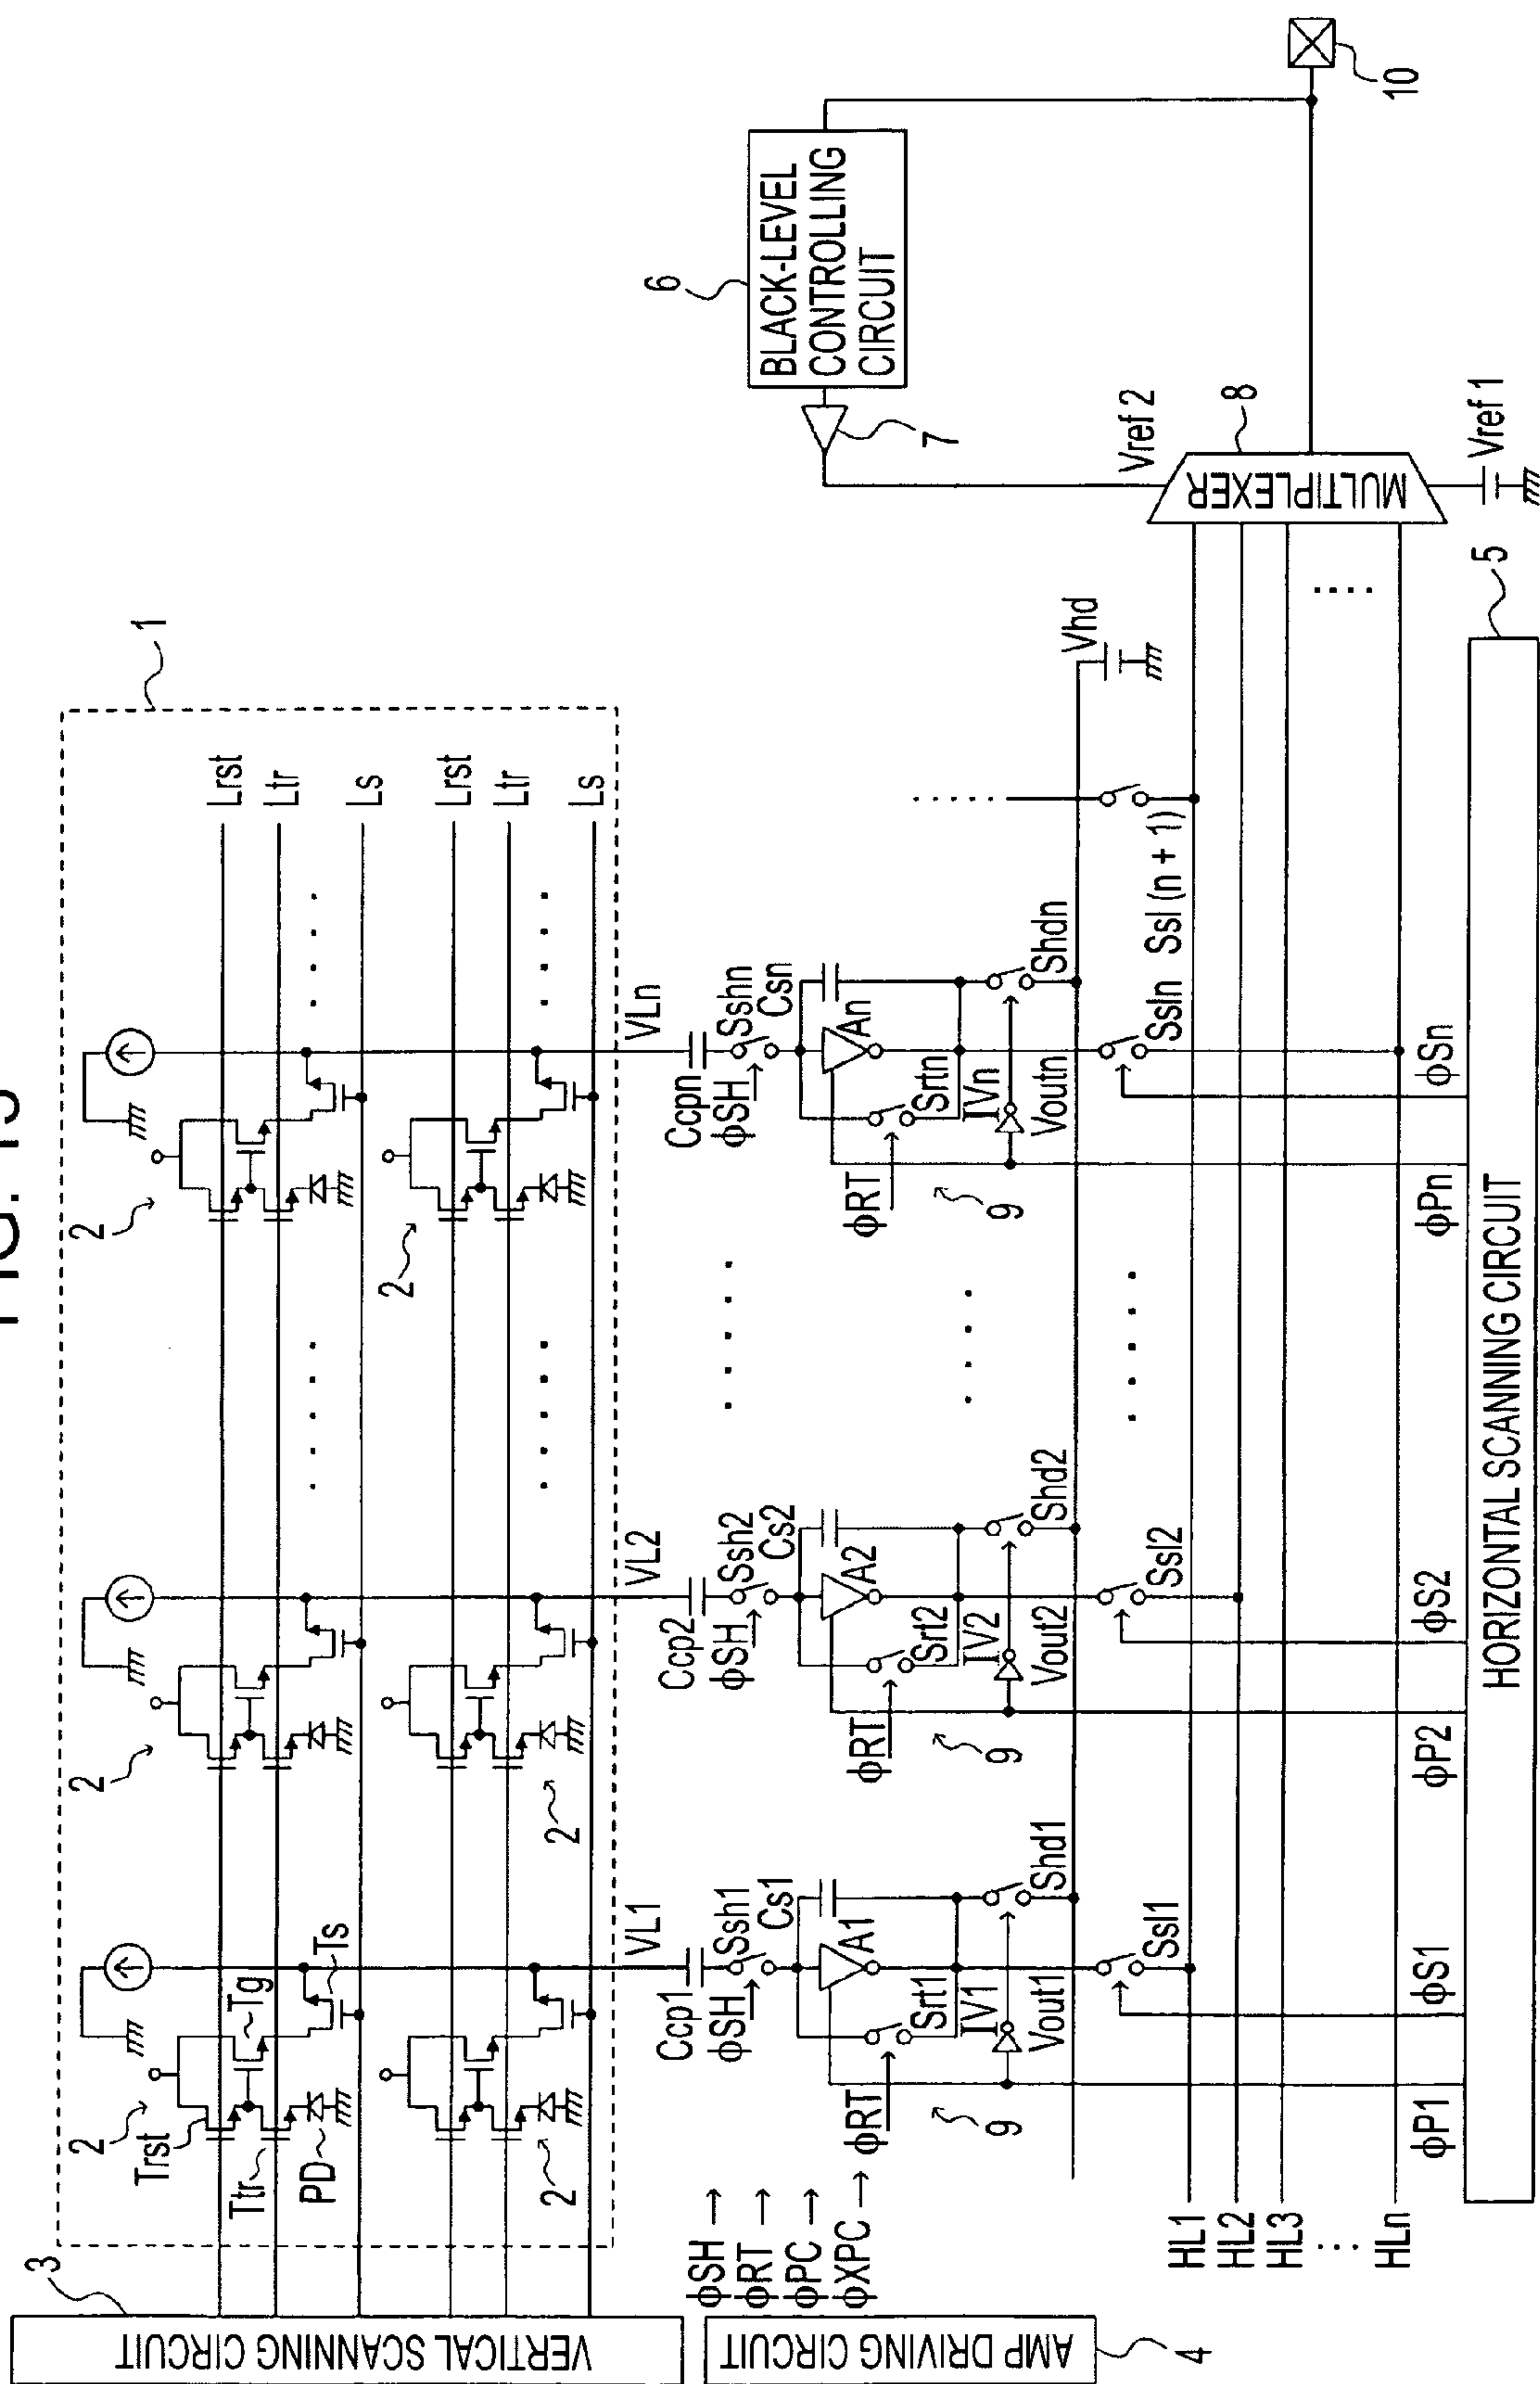 3
VERTICAL SCANNING CIRCUIT
AMP DRIVING CIRCUIT
4
1
2
Trst
Ttr
PD
Tg
Ts
2
2
2
2
2
Lrst
Ltr
Ls
Lrst
Ltr
Ls
VL1
VL2
VLn
ϕSH
ϕRT
ϕPC
ϕXPC
Ccp1
ϕSH
Ssh1
Cs1
A1
Srt1
ϕRT
IV1
Vout1
Shd1
9
Ssl1
Ccp2
ϕSH
Ssh2
Cs2
A2
Srt2
ϕRT
IV2
Vout2
Shd2
9
Ssl2
Ccpn
ϕSH
Sshn
Csn
An
Srtn
ϕRT
IVn
Voutn
Shdn
9
Ssln
Ssl (n + 1)
Vhd
HL1
HL2
HL3
HLn
ϕP1
ϕS1
ϕP2
ϕS2
ϕPn
ϕSn
HORIZONTAL SCANNING CIRCUIT
5
6
BLACK-LEVEL
CONTROLLING
CIRCUIT
7
Vref 2
8
MULTIPLEXER
Vref 1
10